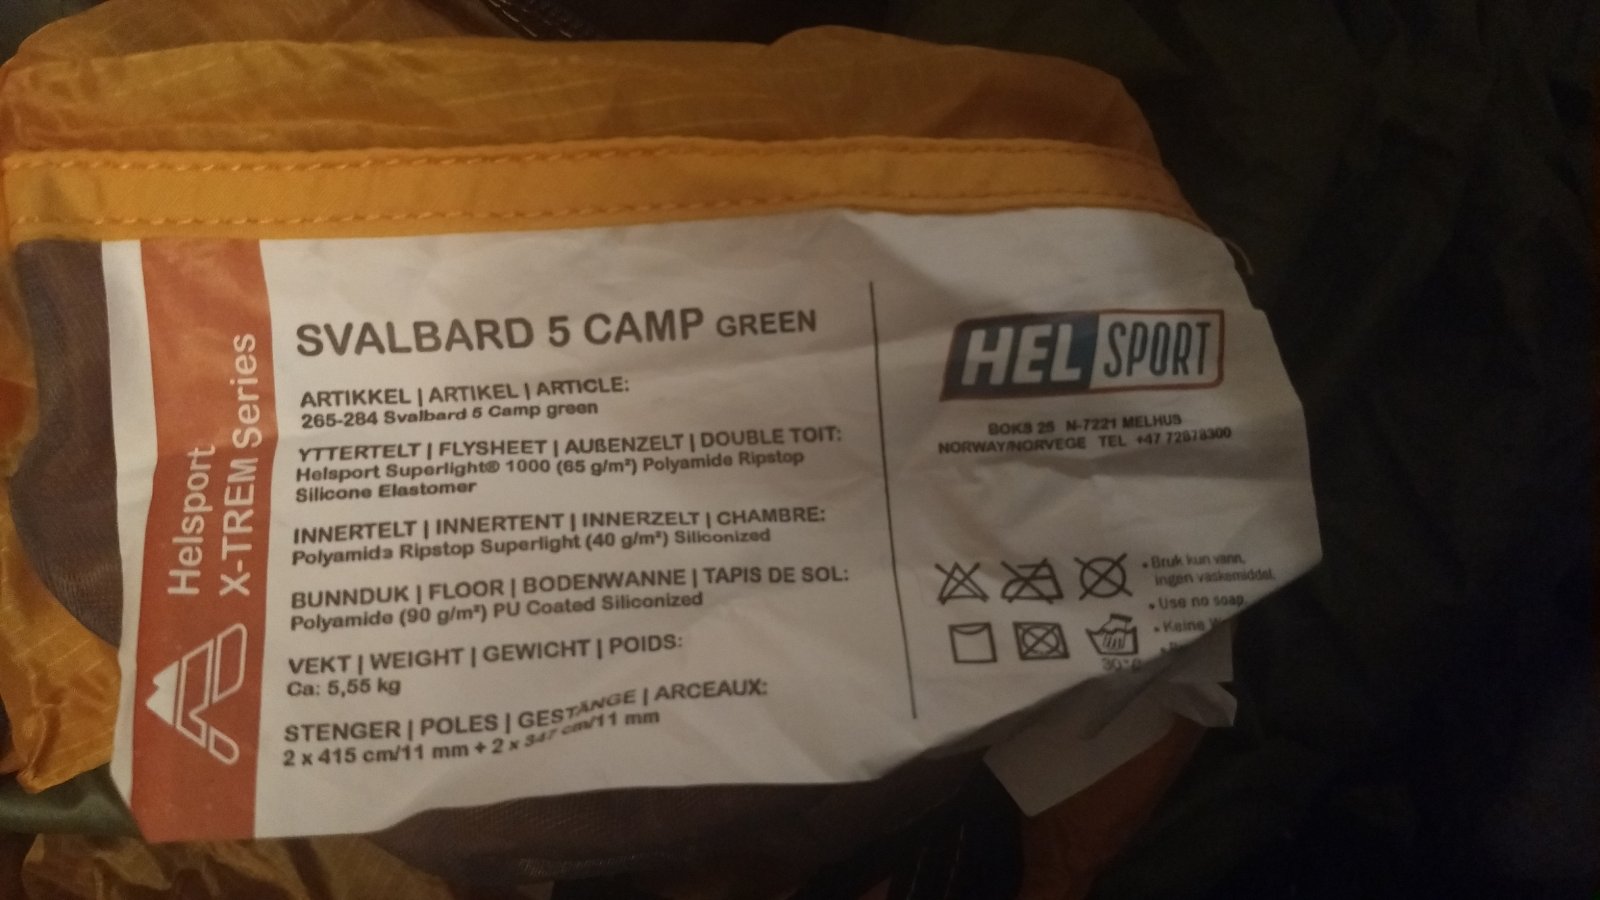 Helsport
X-TREM Series
SVALBARD 5 CAMP GREEN
ARTIKKEL | ARTIKEL | ARTICLE:
265-284 Svalbard 5 Camp green
YTTERTELT | FLYSHEET | AUßENZELT | DOUBLE TOIT:
Helsport Superlight® 1000 (65 g/m²) Polyamide Ripstop
Silicone Elastomer
INNERTELT | INNERTENT | INNERZELT | CHAMBRE:
Polyamide Ripstop Superlight (40 g/m²) Siliconized
BUNNDUK | FLOOR | BODENWANNE | TAPIS DE SOL:
Polyamide (90 g/m²) PU Coated Siliconized
VEKT | WEIGHT | GEWICHT | POIDS:
Ca: 5,55 kg
STENGER | POLES | GESTÄNGE | ARCEAUX:
2 x 415 cm/11 mm + 2 x 347 cm/11 mm
HELSPORT
BOKS 25 N-7221 MELHUS
NORWAY/NORVEGE TEL +47 72878300
• Bruk kun vann,
ingen vaskemiddel.
• Use no soap
• Keine
30°